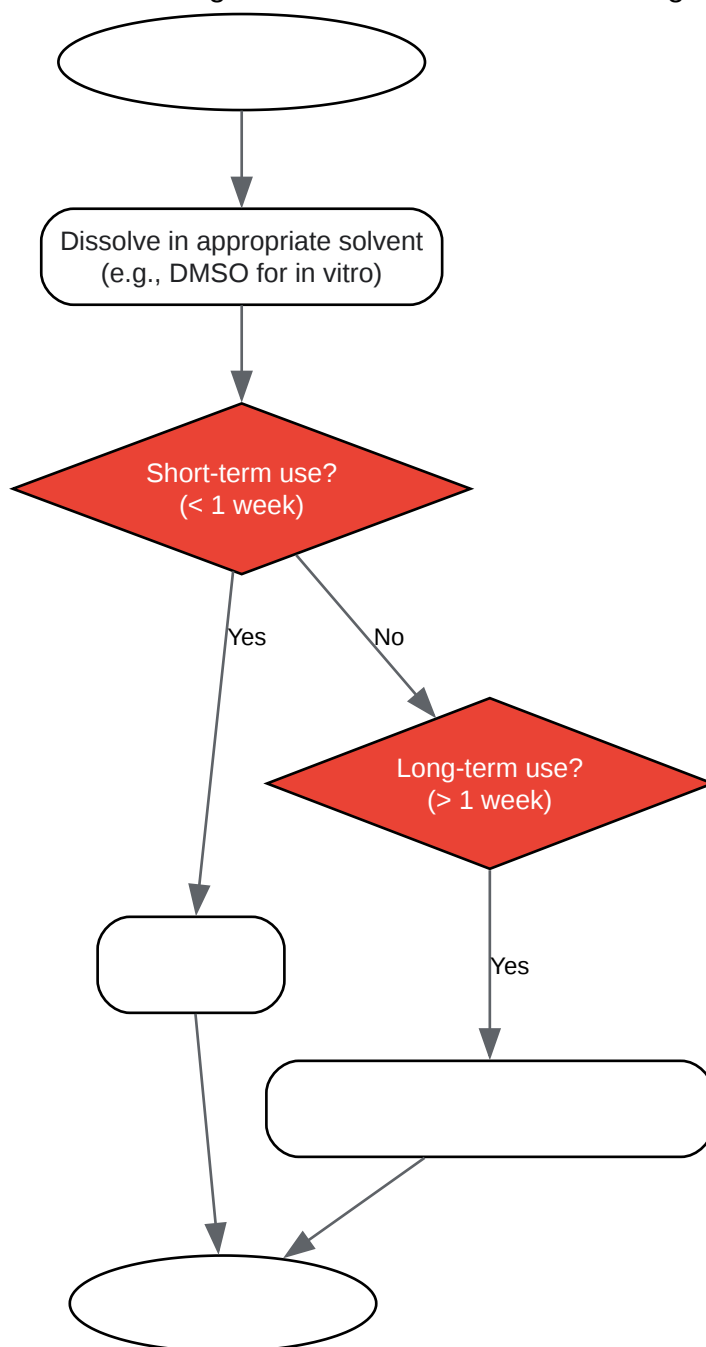 Dissolve in appropriate solvent
(e.g., DMSO for in vitro)
Short-term use?
(< 1 week)
Yes
No
Long-term use?
(> 1 week)
Yes